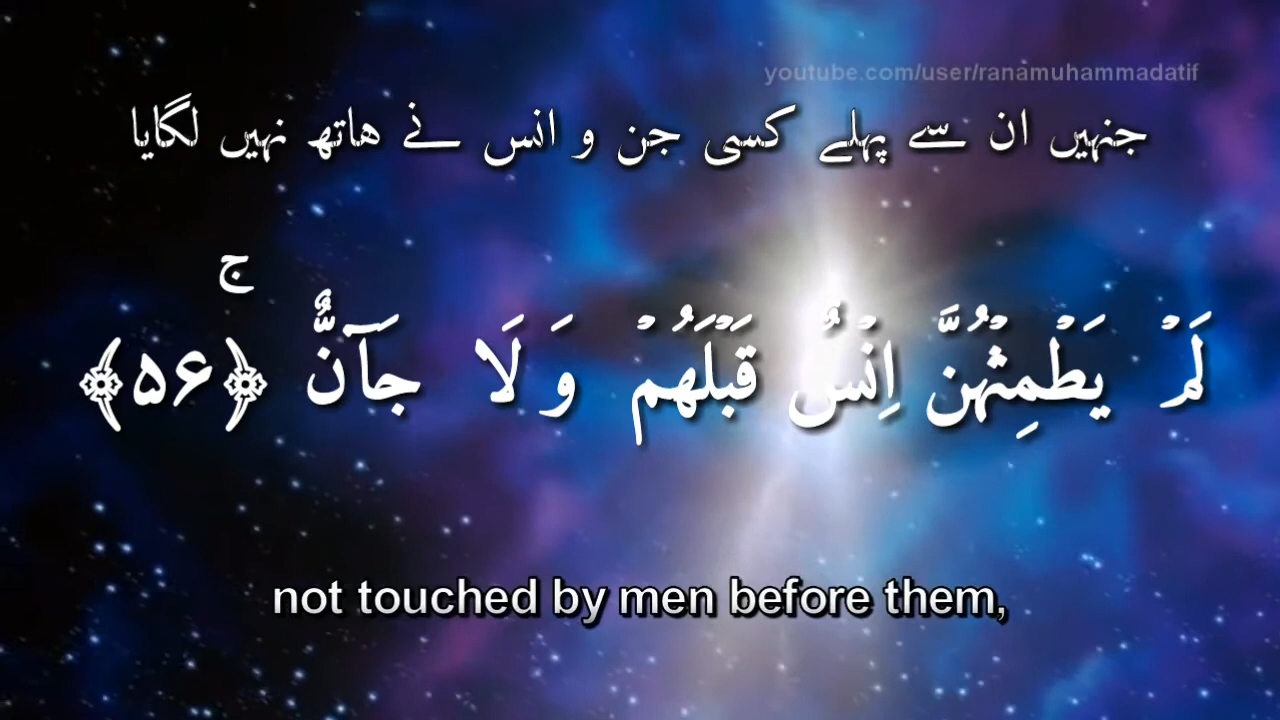 youtube.com/user/ranamuhammadatif
جنہیں ان سے پہلے کسی جن و انس نے ھاتھ نہیں لگایا
لَمۡ یَطۡمِثۡہُنَّ اِنۡسٌ قَبۡلَہُمۡ وَ لَا جَآنٌّ ﴿ۚ۵۶﴾
not touched by men before them,